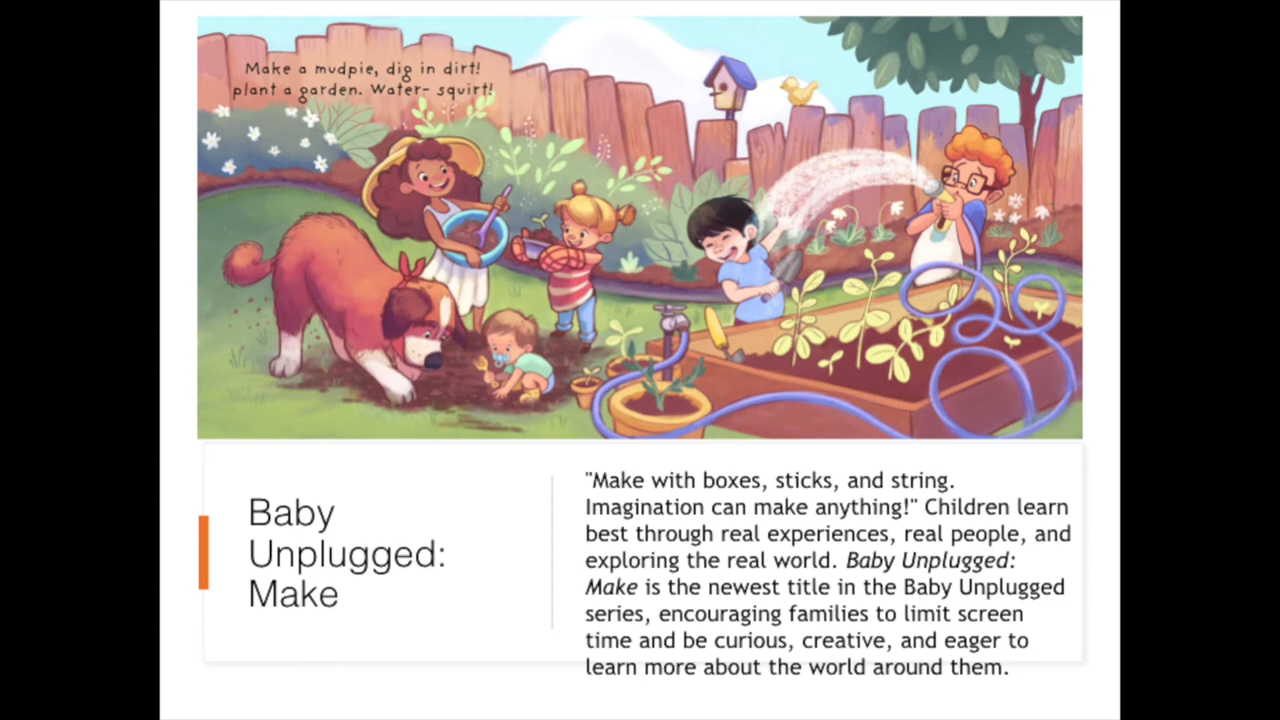 Make a mudpie, dig in dirt!
plant a garden. Water- squirt!
Baby
Unplugged:
Make
"Make with boxes, sticks, and string.
Imagination can make anything!" Children learn
best through real experiences, real people, and
exploring the real world. Baby Unplugged:
Make is the newest title in the Baby Unplugged
series, encouraging families to limit screen
time and be curious, creative, and eager to
learn more about the world around them.